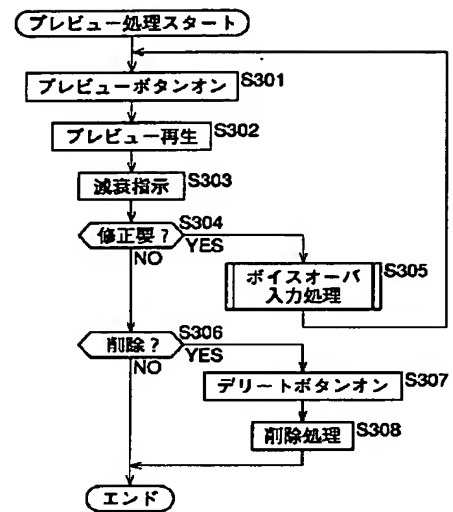 プレビュー処理スタート
プレビューボタンオン S301
プレビュー再生 S302
減衰指示 S303
修正要？ S304
YES
NO
ボイスオーバ S305
入力処理
削除？ S306
YES
NO
デリートボタンオン S307
削除処理 S308
エンド